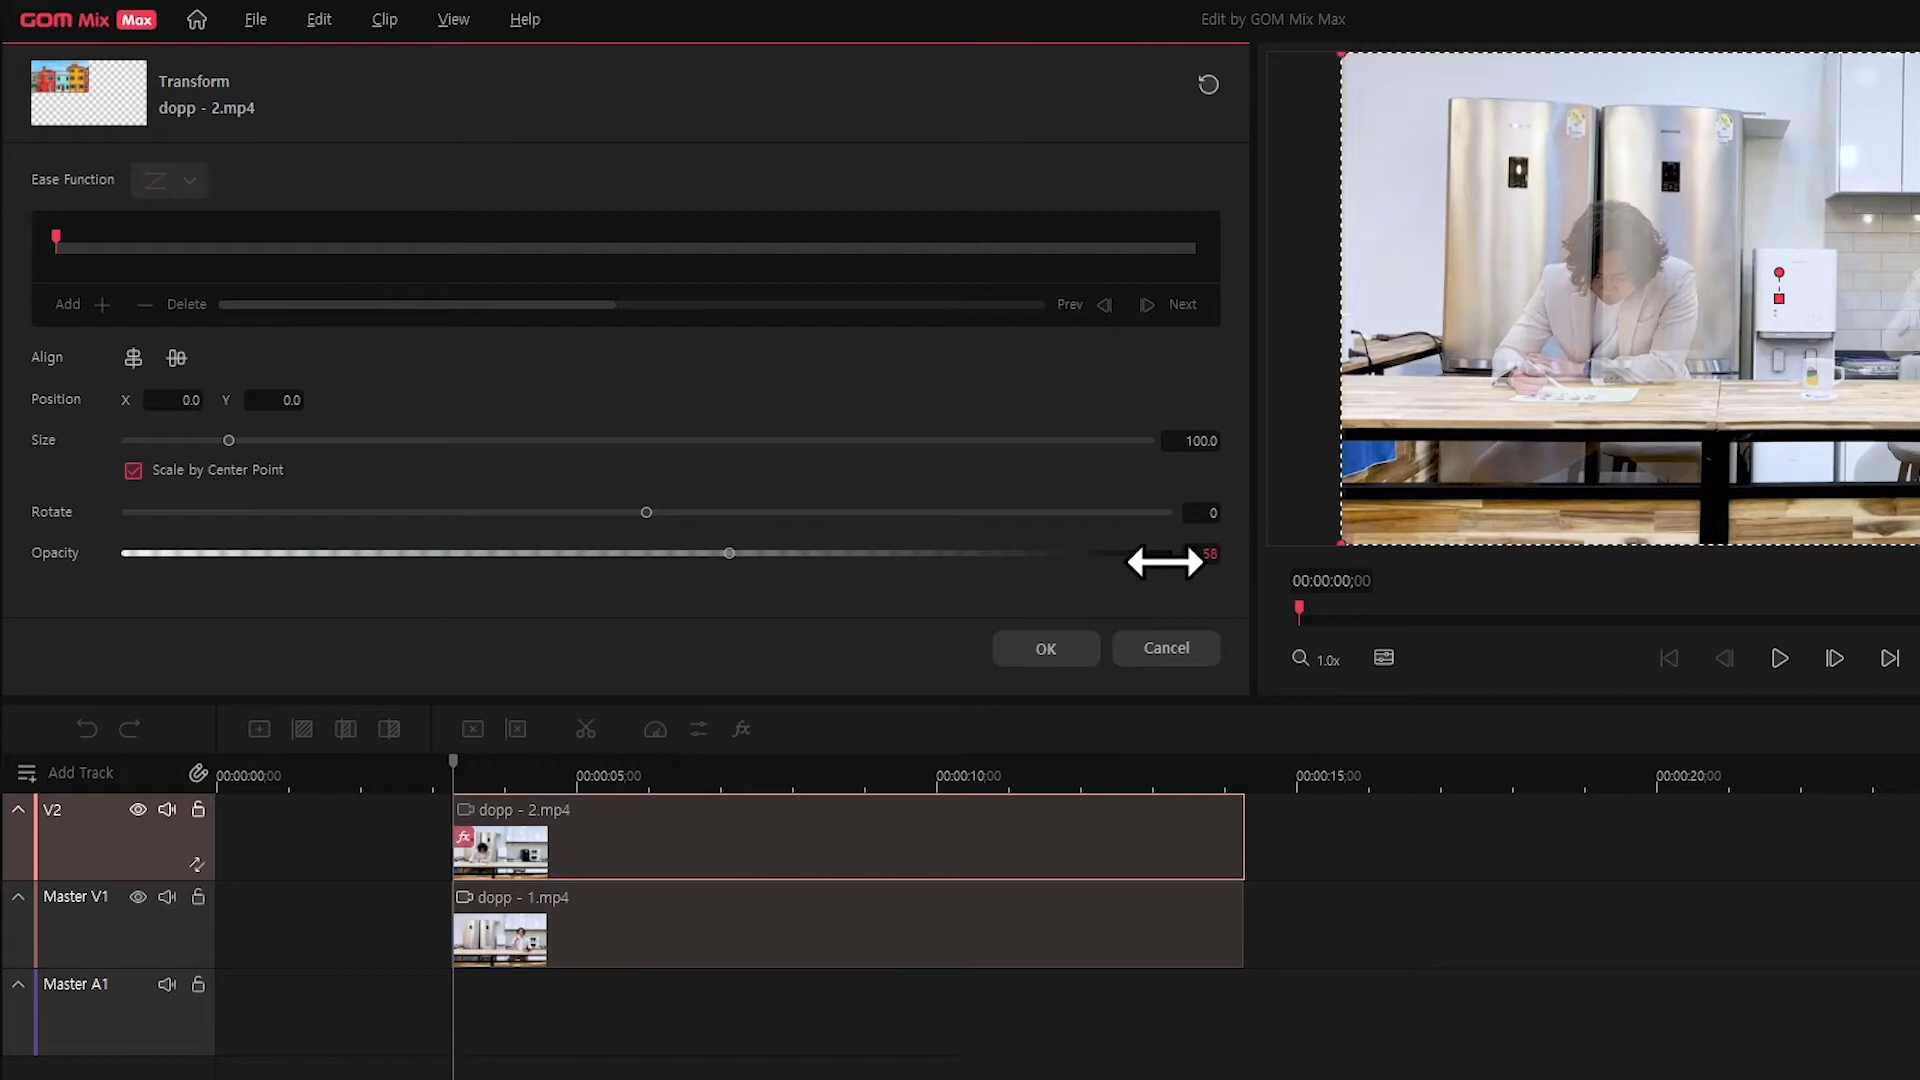 GOM Mix Max
File
Edit
Clip
View
Help
Edit by GOM Mix Max
Transform
dopp - 2.mp4
Ease Function
Add
Delete
Prev
Next
Align
Position X 0.0 Y 0.0
Size 100.0
Scale by Center Point
Rotate 0
Opacity 58
OK
Cancel
00:00:00;00
1.0x
Add Track
00:00:00;00
00:00:05;00
00:00:10;00
00:00:15;00
00:00:20;00
V2
dopp - 2.mp4
fx
Master V1
dopp - 1.mp4
Master A1